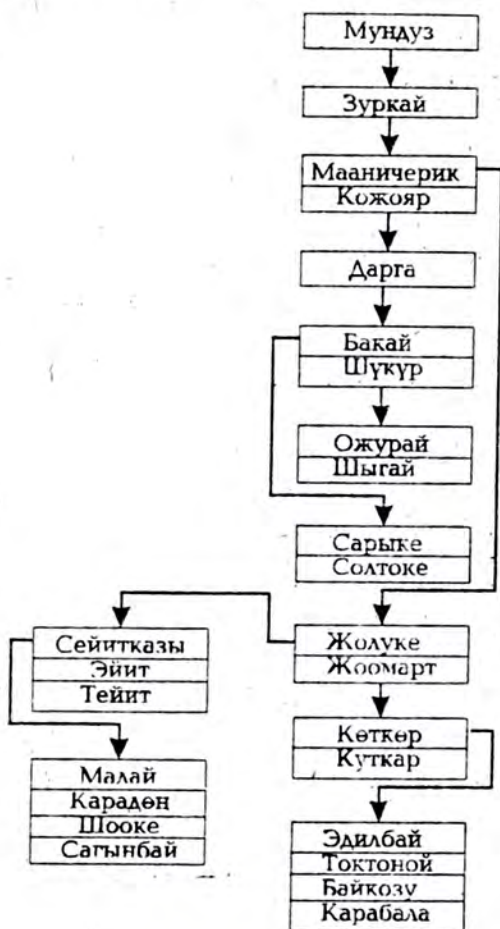 Мундуз
Зуркай
Мааничерик
Кожояр
Дарга
Бакай
Шүкүр
Ожурай
Шыгай
Сарыке
Солтоке
Сейитказы
Эйит
Тейит
Жолуке
Жоомарт
Көткөр
Куткар
Малай
Карадөн
Шооке
Сагынбай
Эдилбай
Токтоной
Байкозу
Карабала